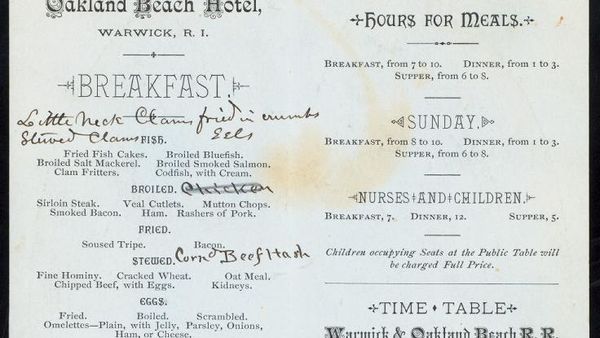 Oakland Beach Hotel,
WARWICK, R. I.
BREAKFAST.
Little Neck Clams fried in crumbs
Stewed Clams Eels
FISH.
Fried Fish Cakes. Broiled Bluefish.
Broiled Salt Mackerel. Broiled Smoked Salmon.
Clam Fritters. Codfish, with Cream.
BROILED. Chicken
Sirloin Steak. Veal Cutlets. Mutton Chops.
Smoked Bacon. Ham. Rashers of Pork.
FRIED.
Soused Tripe. Bacon.
STEWED. Corn'd Beef Hash
Fine Hominy. Cracked Wheat. Oat Meal.
Chipped Beef, with Eggs. Kidneys.
EGGS.
Fried. Boiled. Scrambled.
Omelettes—Plain, with Jelly, Parsley, Onions,
Ham, or Cheese.
HOURS FOR MEALS.
BREAKFAST, from 7 to 10. DINNER, from 1 to 3.
SUPPER, from 6 to 8.
SUNDAY.
BREAKFAST, from 8 to 10. DINNER, from 1 to 3.
SUPPER, from 6 to 8.
NURSES AND CHILDREN.
BREAKFAST, 7. DINNER, 12. SUPPER, 5.
Children occupying Seats at the Public Table will
be charged Full Price.
TIME TABLE
Warwick & Oakland Beach R. R.